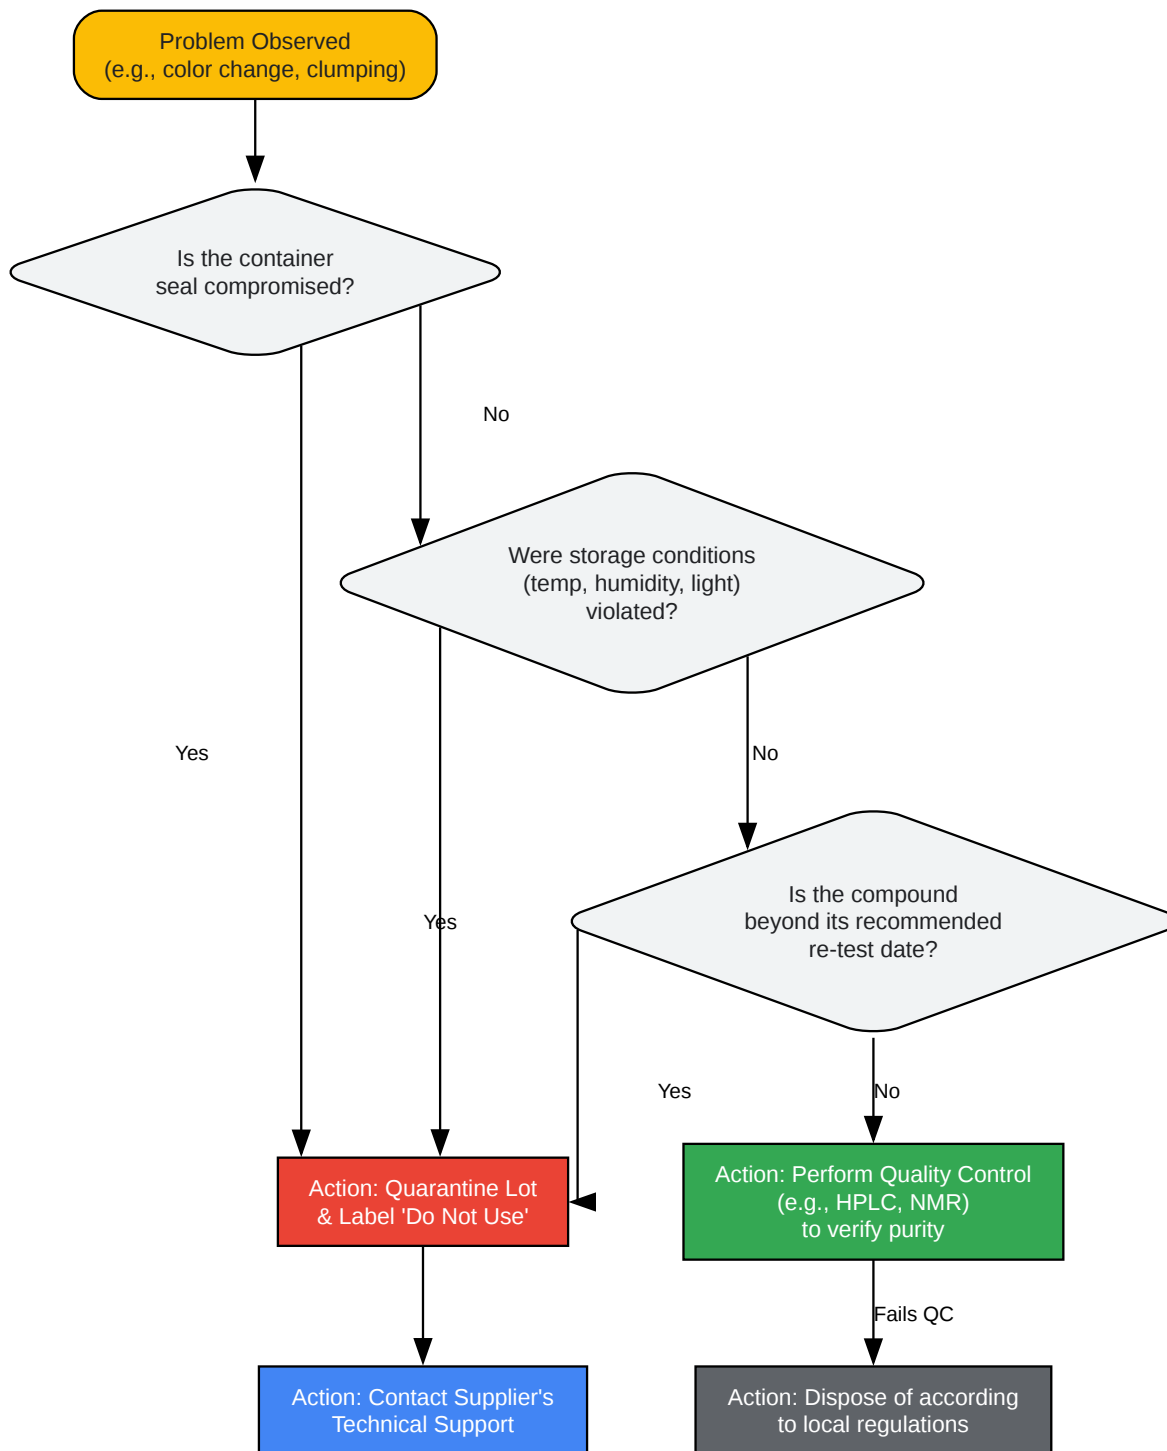 Problem Observed
(e.g., color change, clumping)
Is the container
seal compromised?
No
Were storage conditions
(temp, humidity, light)
violated?
Yes
No
Is the compound
beyond its recommended
re-test date?
Yes
Yes
No
Action: Quarantine Lot
& Label 'Do Not Use'
Action: Perform Quality Control
(e.g., HPLC, NMR)
to verify purity
Fails QC
Action: Contact Supplier's
Technical Support
Action: Dispose of according
to local regulations